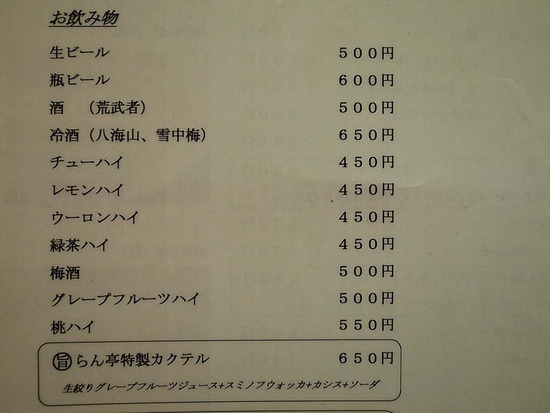 お飲み物
生ビール ５００円
瓶ビール ６００円
酒 （荒武者） ５００円
冷酒（八海山、雪中梅） ６５０円
チューハイ ４５０円
レモンハイ ４５０円
ウーロンハイ ４５０円
緑茶ハイ ４５０円
梅酒 ５００円
グレープフルーツハイ ５００円
桃ハイ ５５０円
旨らん亭特製カクテル ６５０円
生絞りグレープフルーツジュース+スミノフウォッカ+カシス+ソーダ